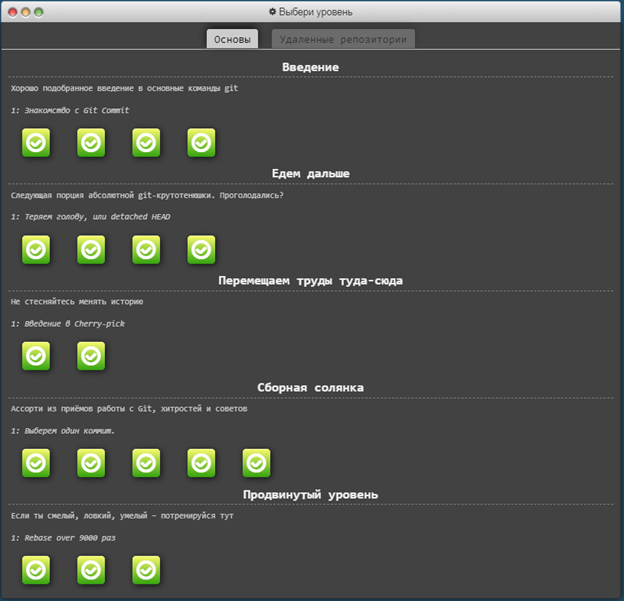 Выбери уровень
Основы Удаленные репозитории
Введение
Хорошо подобранное введение в основные команды git
1: Знакомство с Git Commit
Едем дальше
Следующая порция абсолютной git-крутотенюшки. Проголодались?
1: Теряем голову, или detached HEAD
Перемещаем труды туда-сюда
Не стесняйтесь менять историю
1: Введение в Cherry-pick
Сборная солянка
Ассорти из приёмов работы с Git, хитростей и советов
1: Выберем один коммит.
Продвинутый уровень
Если ты смелый, ловкий, умелый – потренируйся тут
1: Rebase over 9000 раз